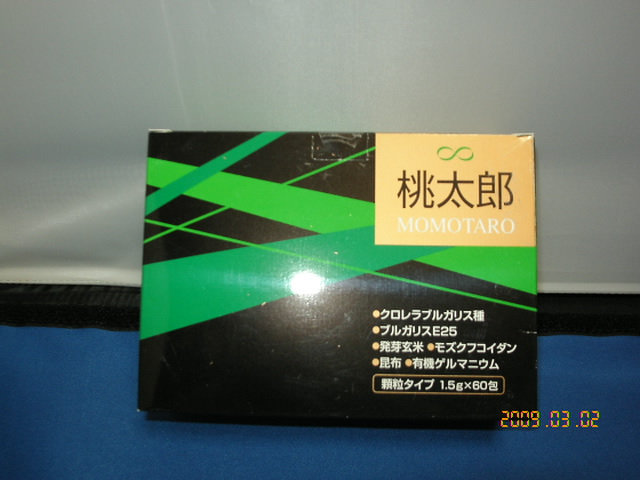 桃太郎
MOMOTARO
●クロレラブルガリス種
●ブルガリスE25
●発芽玄米 ●モズクフコイダン
●昆布 ●有機ゲルマニウム
顆粒タイプ 1.5g×60包
2009.03.02